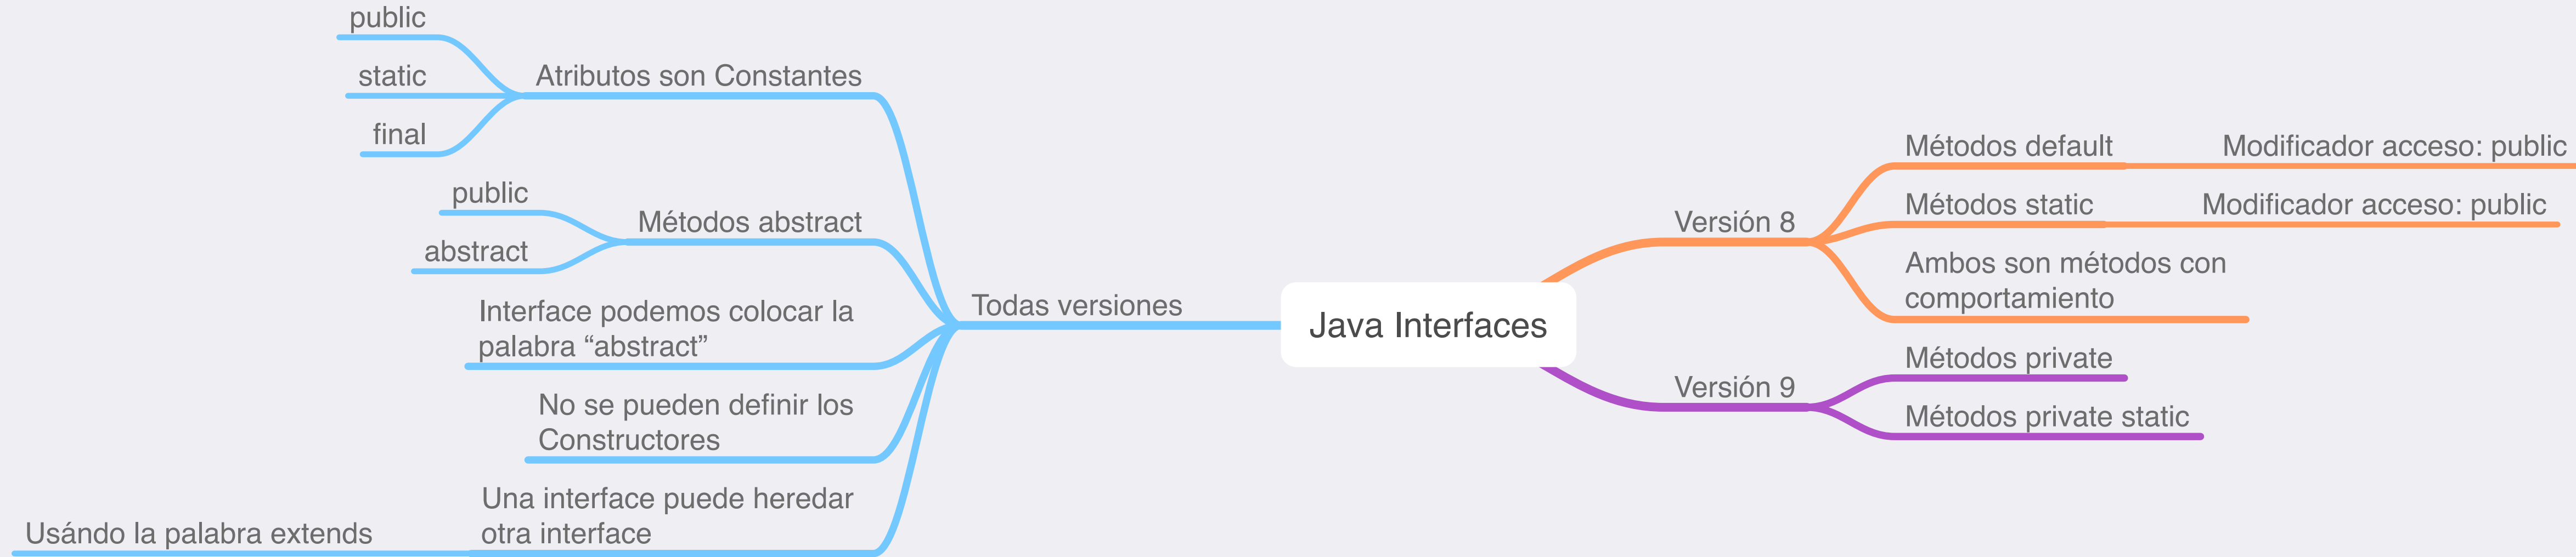 public
static
final
Atributos son Constantes
public
abstract
Métodos abstract
Interface podemos colocar la
palabra “abstract”
No se pueden definir los
Constructores
Una interface puede heredar
otra interface
Usándo la palabra extends
Todas versiones
Java Interfaces
Versión 8
Métodos default
Modificador acceso: public
Métodos static
Modificador acceso: public
Ambos son métodos con
comportamiento
Versión 9
Métodos private
Métodos private static